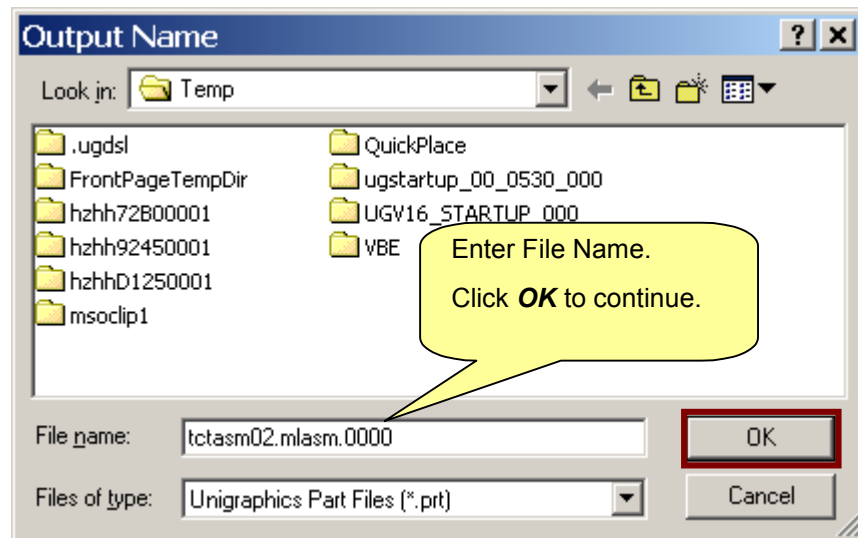 Output Name
Look in: Temp
.ugdsl
FrontPageTempDir
hzhh72B00001
hzhh92450001
hzhhD1250001
msoclip1
QuickPlace
ugstartup_00_0530_000
UGV16_STARTUP_000
VBE
Enter File Name.
Click OK to continue.
File name: tctasm02.mlasm.0000
OK
Files of type: Unigraphics Part Files (*.prt)
Cancel